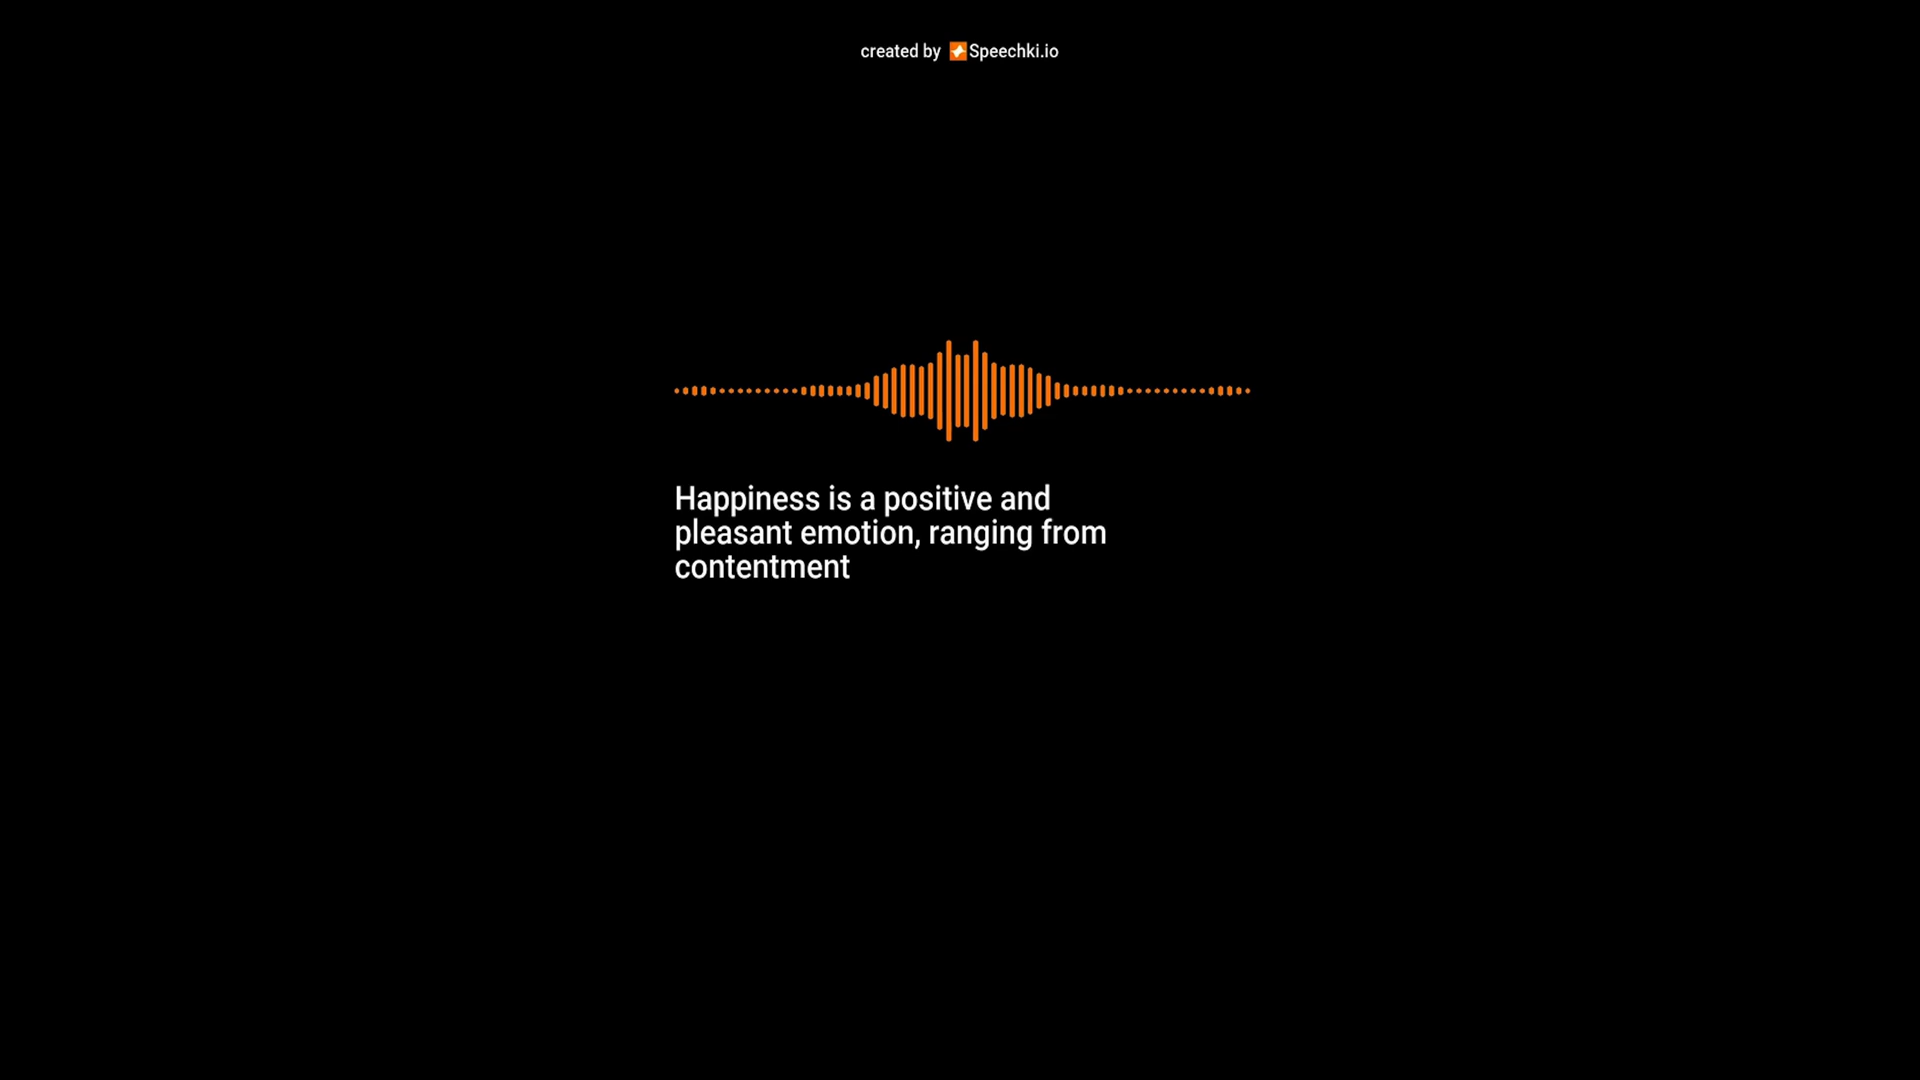 created by Speechki.io
Happiness is a positive and
pleasant emotion, ranging from
contentment